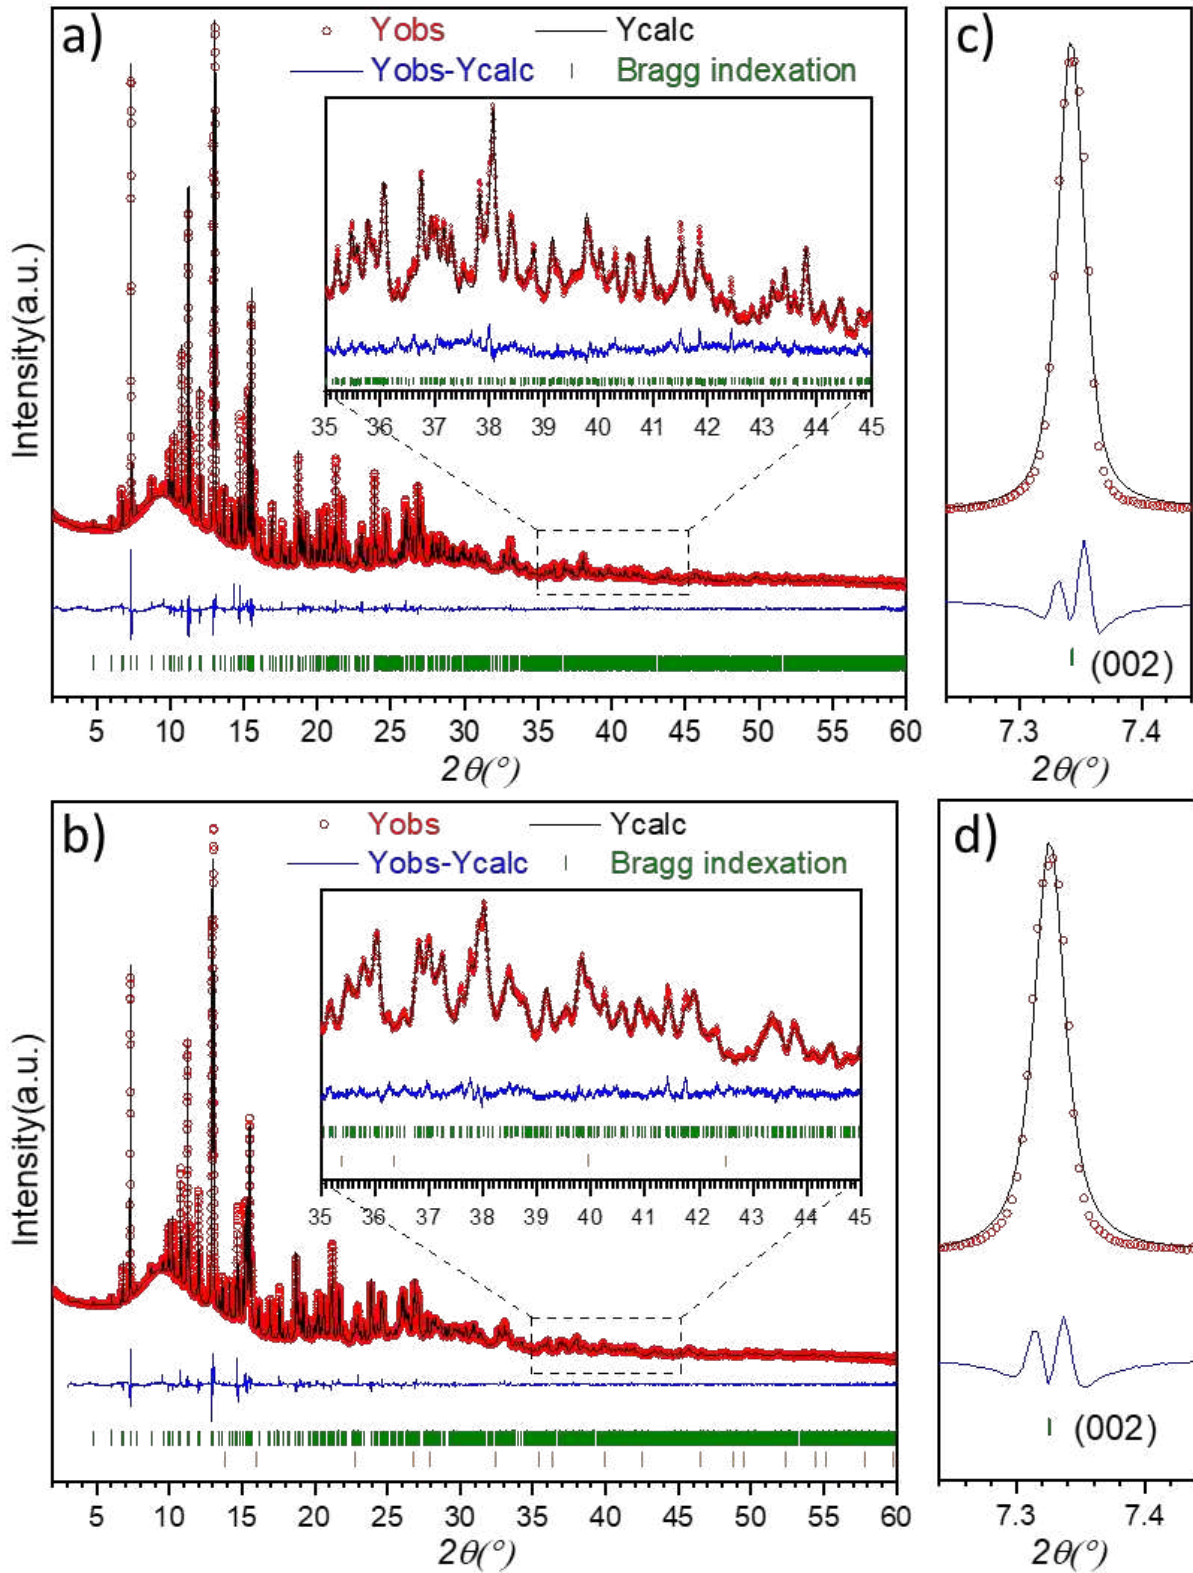 a)
Yobs Ycalc
Yobs-Ycalc Bragg indexation
35 36 37 38 39 40 41 42 43 44 45
Intensity(a.u.)
5 10 15 20 25 30 35 40 45 50 55 60
2θ(°)
c)
(002)
7.3 7.4
2θ(°)
b)
Yobs Ycalc
Yobs-Ycalc Bragg indexation
35 36 37 38 39 40 41 42 43 44 45
Intensity(a.u.)
5 10 15 20 25 30 35 40 45 50 55 60
2θ(°)
d)
(002)
7.3 7.4
2θ(°)